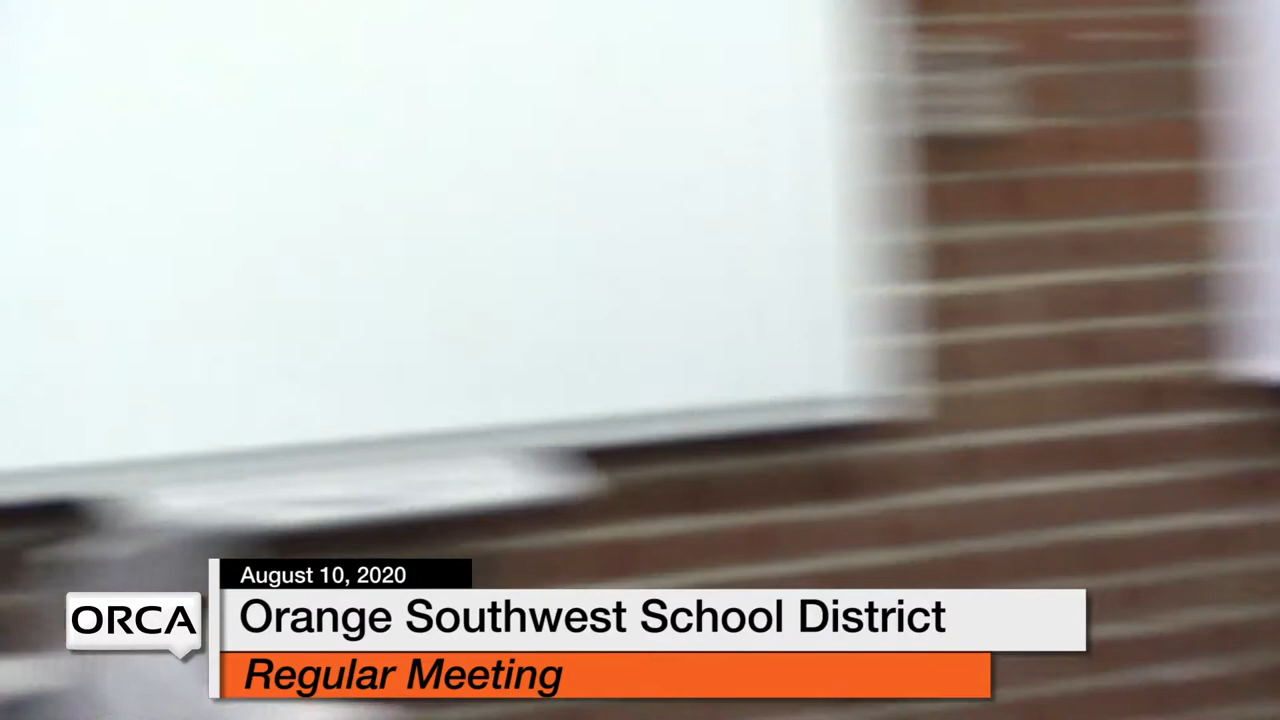 August 10, 2020
ORCA
Orange Southwest School District
Regular Meeting